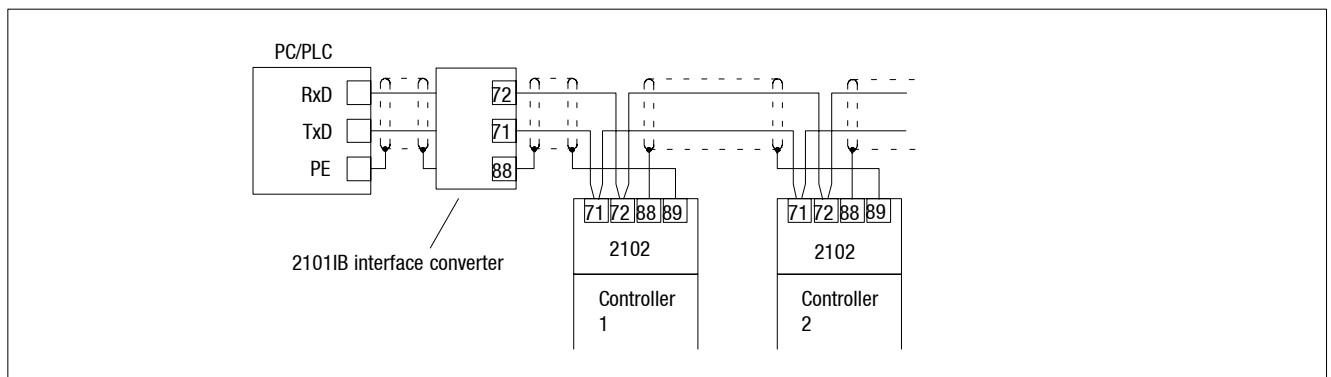 PC/PLC
RxD 72
TxD 71
PE 88
71 72 88 89 71 72 88 89
2102 2102
2101IB interface converter
Controller Controller
1 2